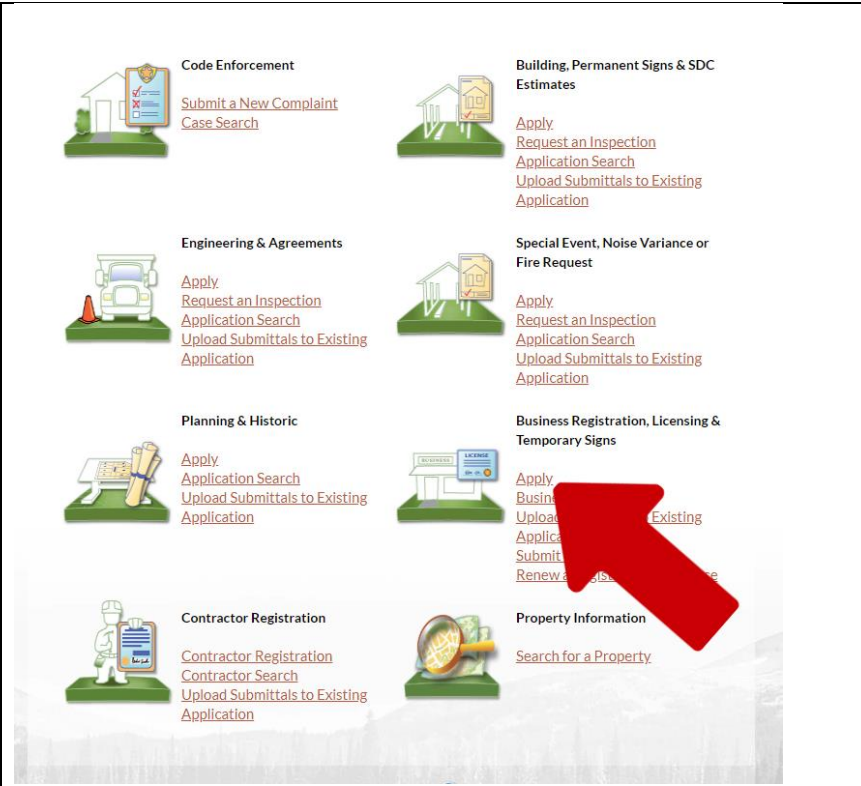 Code Enforcement
Submit a New Complaint
Case Search
Building, Permanent Signs & SDC
Estimates
Apply
Request an Inspection
Application Search
Upload Submittals to Existing
Application
Engineering & Agreements
Apply
Request an Inspection
Application Search
Upload Submittals to Existing
Application
Special Event, Noise Variance or
Fire Request
Apply
Request an Inspection
Application Search
Upload Submittals to Existing
Application
Planning & Historic
Apply
Application Search
Upload Submittals to Existing
Application
BUSINESS
LICENSE
Business Registration, Licensing &
Temporary Signs
Apply
Existing
Submit
Renew a
Contractor Registration
Contractor Registration
Contractor Search
Upload Submittals to Existing
Application
Property Information
Search for a Property